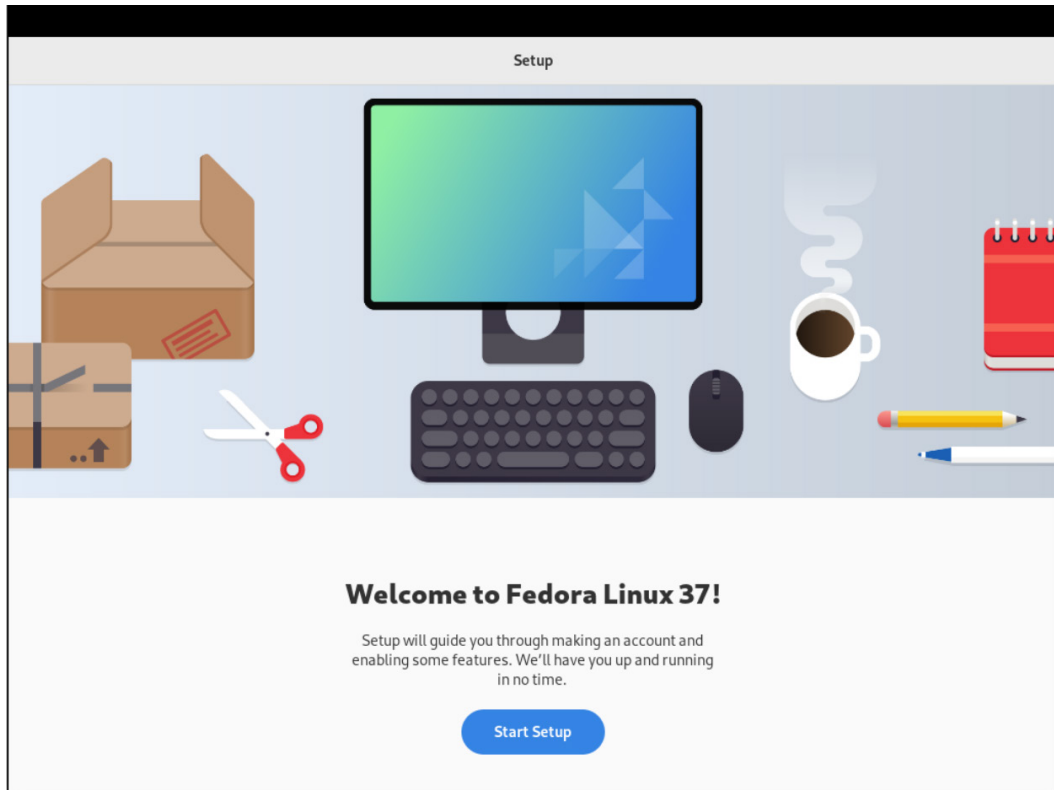 Setup
Welcome to Fedora Linux 37!
Setup will guide you through making an account and
enabling some features. We’ll have you up and running
in no time.
Start Setup